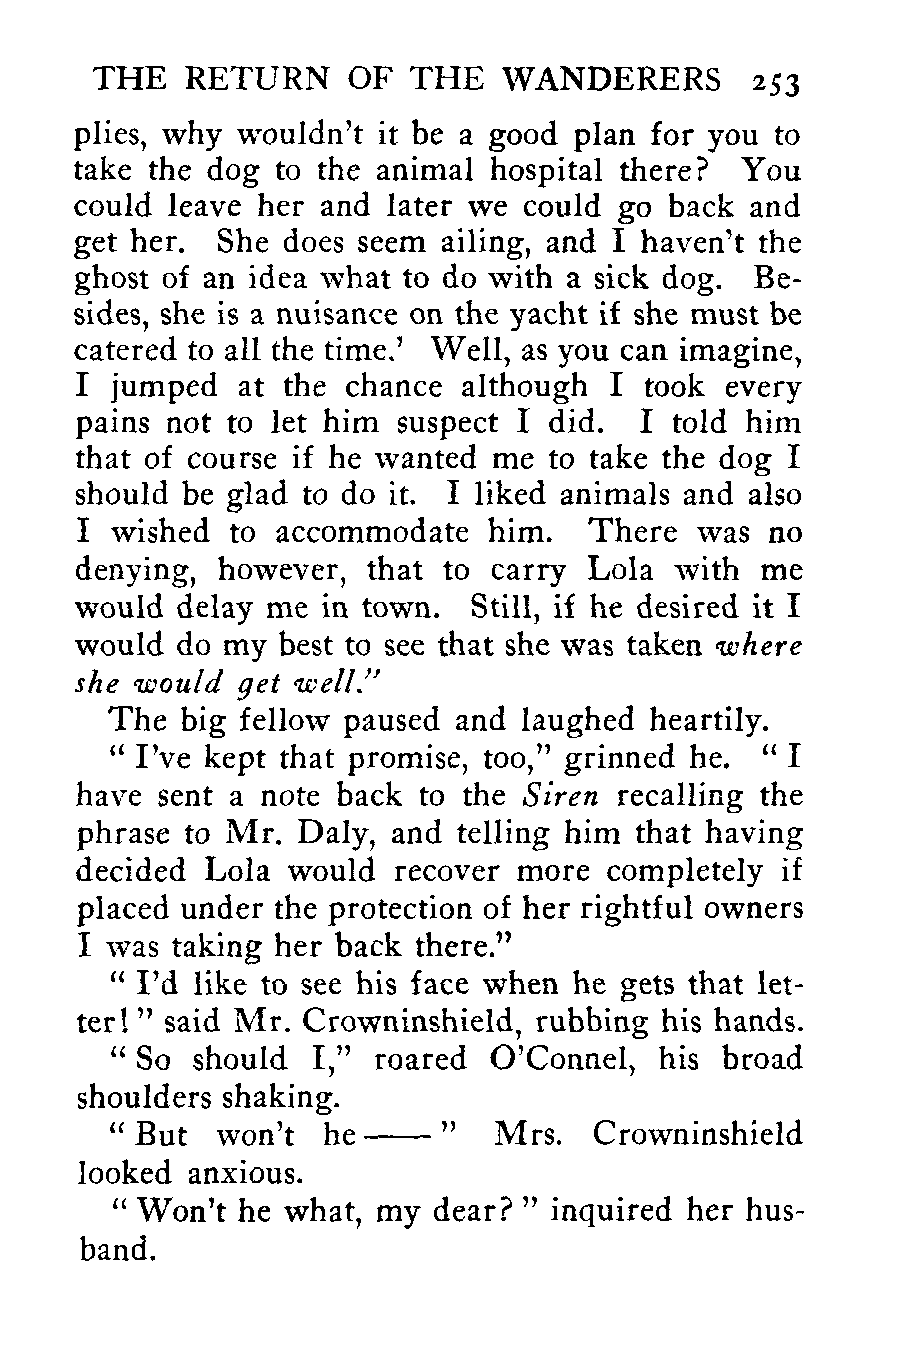 THE RETURN OF THE WANDERERS 253
plies, why wouldn't it be a good plan for you to
take the dog to the animal hospital there? You
could leave her and later we could go back and
get her. She does seem ailing, and I haven't the
ghost of an idea what to do with a sick dog. Be-
sides, she is a nuisance on the yacht if she must be
catered to all the time.' Well, as you can imagine,
I jumped at the chance although I took every
pains not to let him suspect I did. I told him
that of course if he wanted me to take the dog I
should be glad to do it. I liked animals and also
I wished to accommodate him. There was no
denying, however, that to carry Lola with me
would delay me in town. Still, if he desired it I
would do my best to see that she was taken where
she would get well."
The big fellow paused and laughed heartily.
" I've kept that promise, too," grinned he. " I
have sent a note back to the Siren recalling the
phrase to Mr. Daly, and telling him that having
decided Lola would recover more completely if
placed under the protection of her rightful owners
I was taking her back there."
" I'd like to see his face when he gets that let-
ter! " said Mr. Crowninshield, rubbing his hands.
" So should I," roared O'Connel, his broad
shoulders shaking.
" But won't he—— " Mrs. Crowninshield
looked anxious.
" Won't he what, my dear? " inquired her hus-
band.